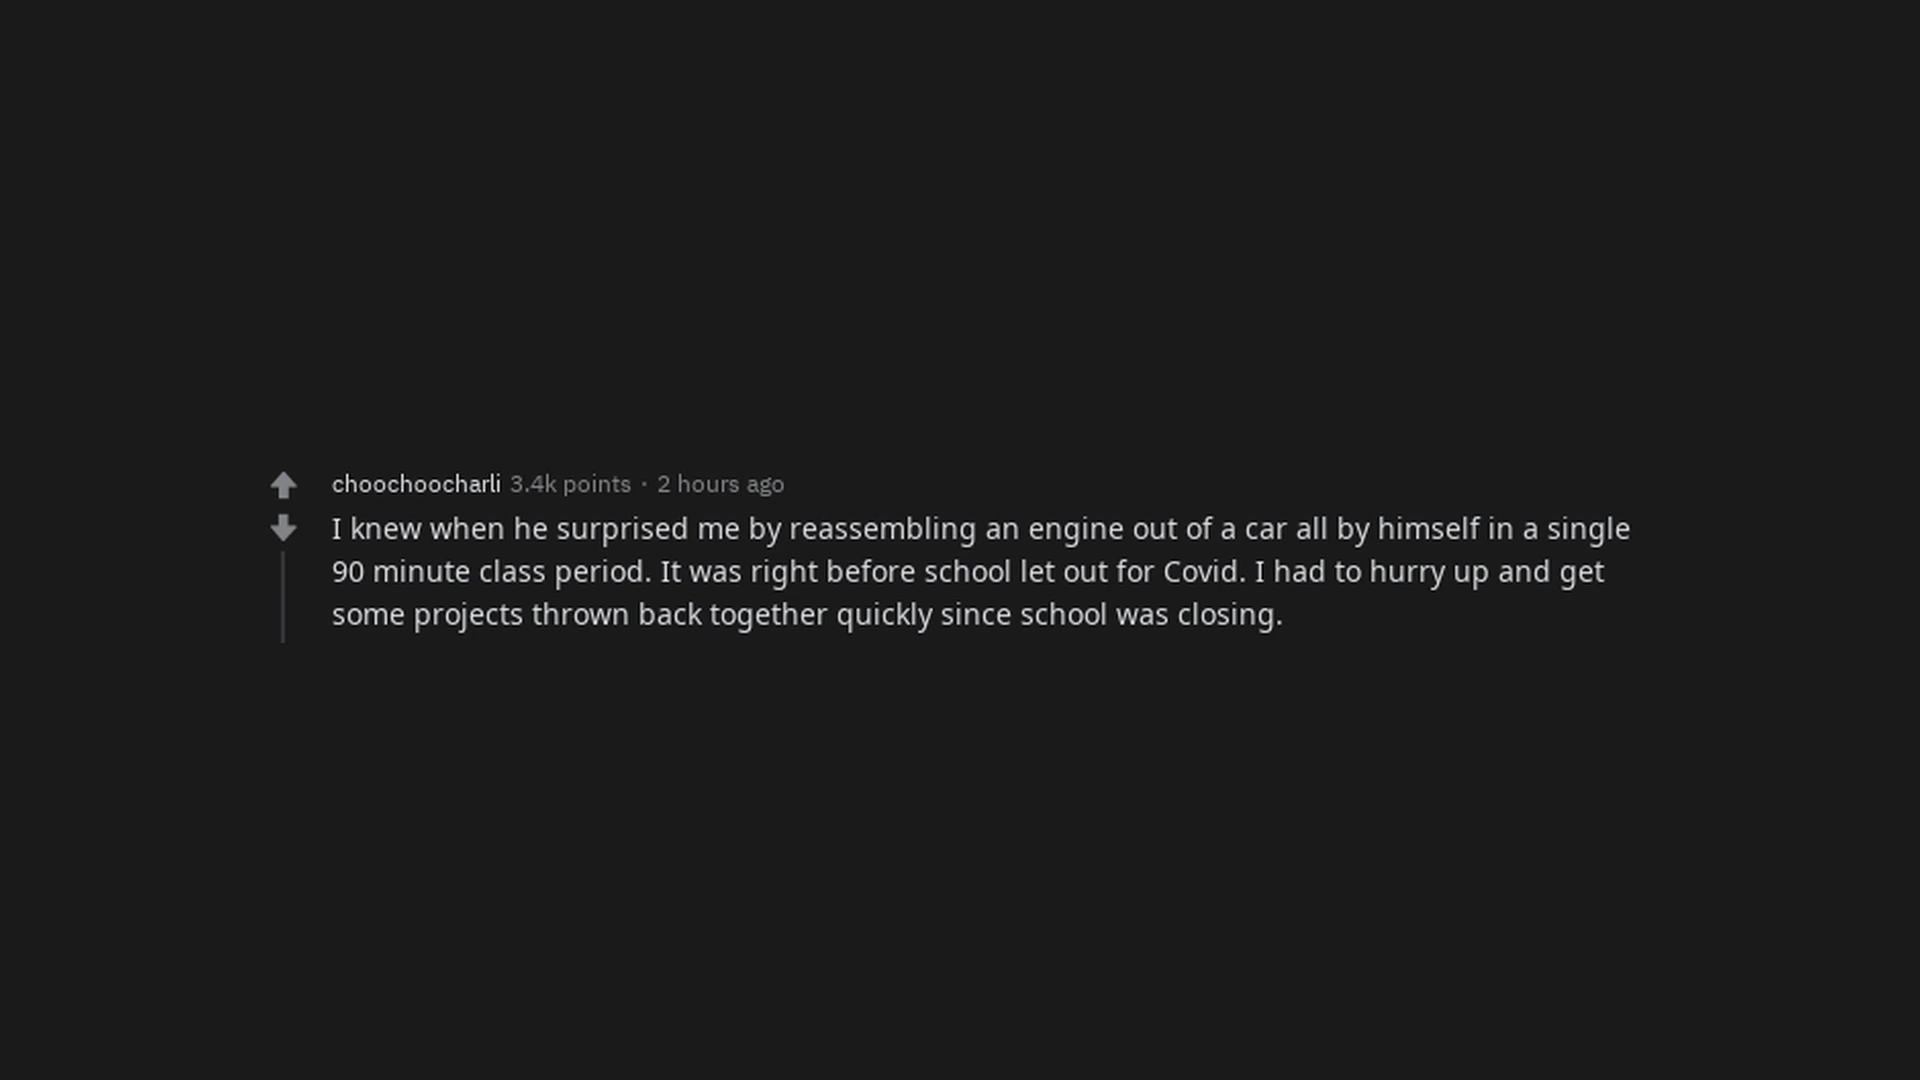 choochoocharli 3.4k points · 2 hours ago
I knew when he surprised me by reassembling an engine out of a car all by himself in a single
90 minute class period. It was right before school let out for Covid. I had to hurry up and get
some projects thrown back together quickly since school was closing.